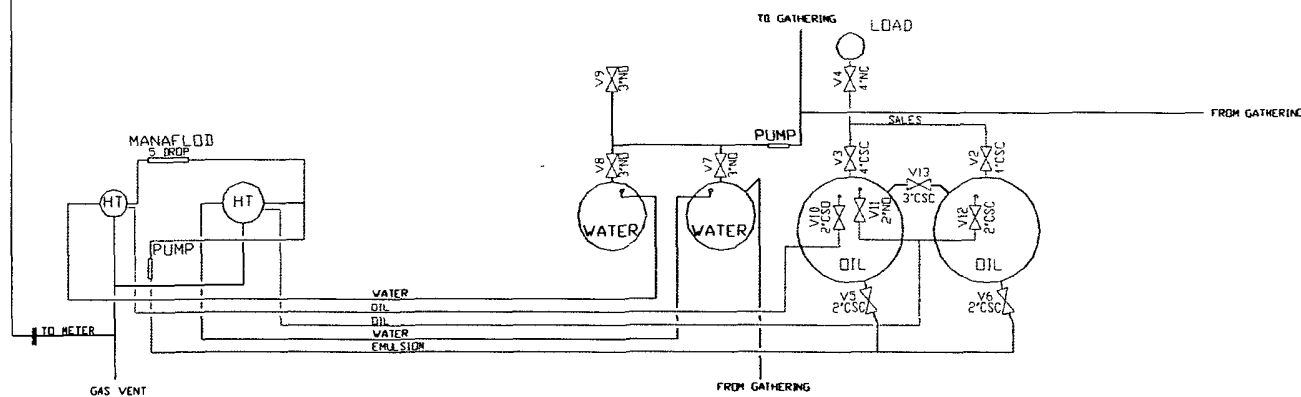 TO GATHERING
LOAD
V9
3"NO
V4
4"NC
FROM GATHERING
SALES
MANAFLOD
5 DROP
PUMP
V8
3"NO
V7
3"NO
V3
4"CSC
V2
4"CSC
V13
3"CSC
HT
HT
WATER
WATER
V10
2"CSO
V11
2"NO
V12
2"CSC
PUMP
OIL
OIL
WATER
OIL
OIL
WATER
EMULSION
V5
2"CSC
V6
2"CSC
TO METER
GAS VENT
FROM GATHERING